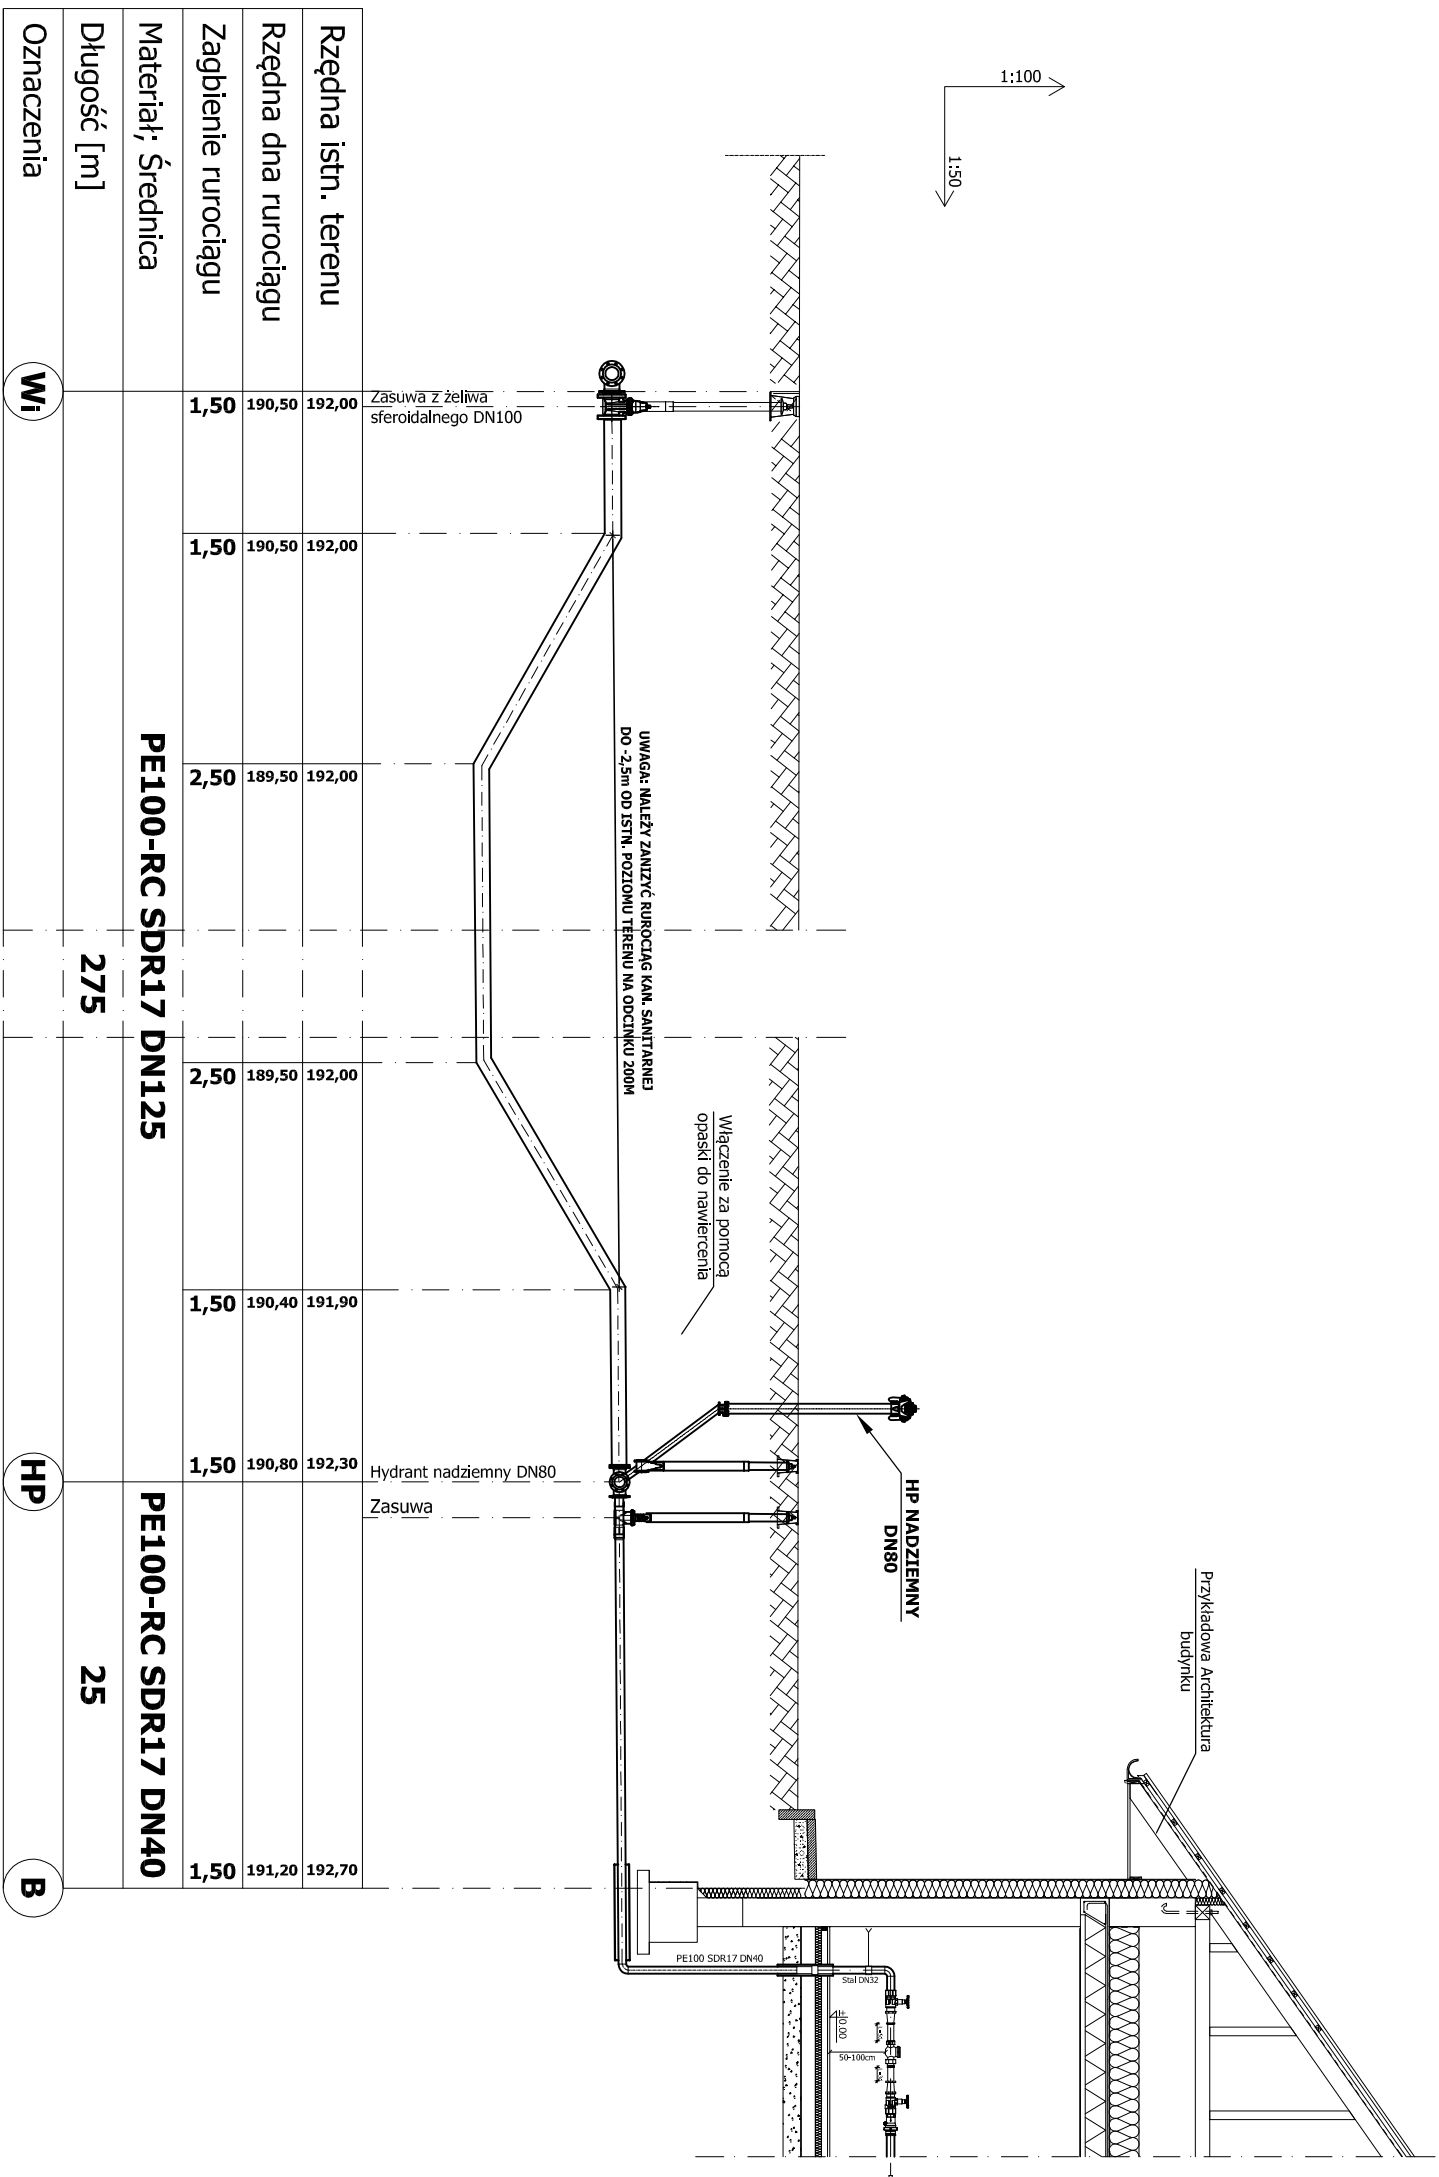 1:100
1:50
Przykładowa Architektura
budynku
HP NADZIEMNY
DN80
Włączenie za pomocą
opaski do nawiercenia
UWAGA: NALEŻY ZANIZYĆ RUROCIĄG KAN. SANITARNEJ
DO -2,5m OD ISTN. POZIOMU TERENU NA ODCINKU 200M
PE100 SDR17 DN40
Stal DN32
±0.00
50-100cm
Zasuwa z żeliwa
sferoidalnego DN100
Hydrant nadziemny DN80
Zasuwa
Rzędna istn. terenu 192,00 192,00 192,00 192,00 191,90 192,30 192,70
Rzędna dna rurociągu 190,50 190,50 189,50 189,50 190,40 190,80 191,20
Zagbienie rurociągu 1,50 1,50 2,50 2,50 1,50 1,50 1,50
Materiał; Średnica PE100-RC SDR17 DN125 PE100-RC SDR17 DN40
Długość [m] 275 25
Oznaczenia Wi HP B